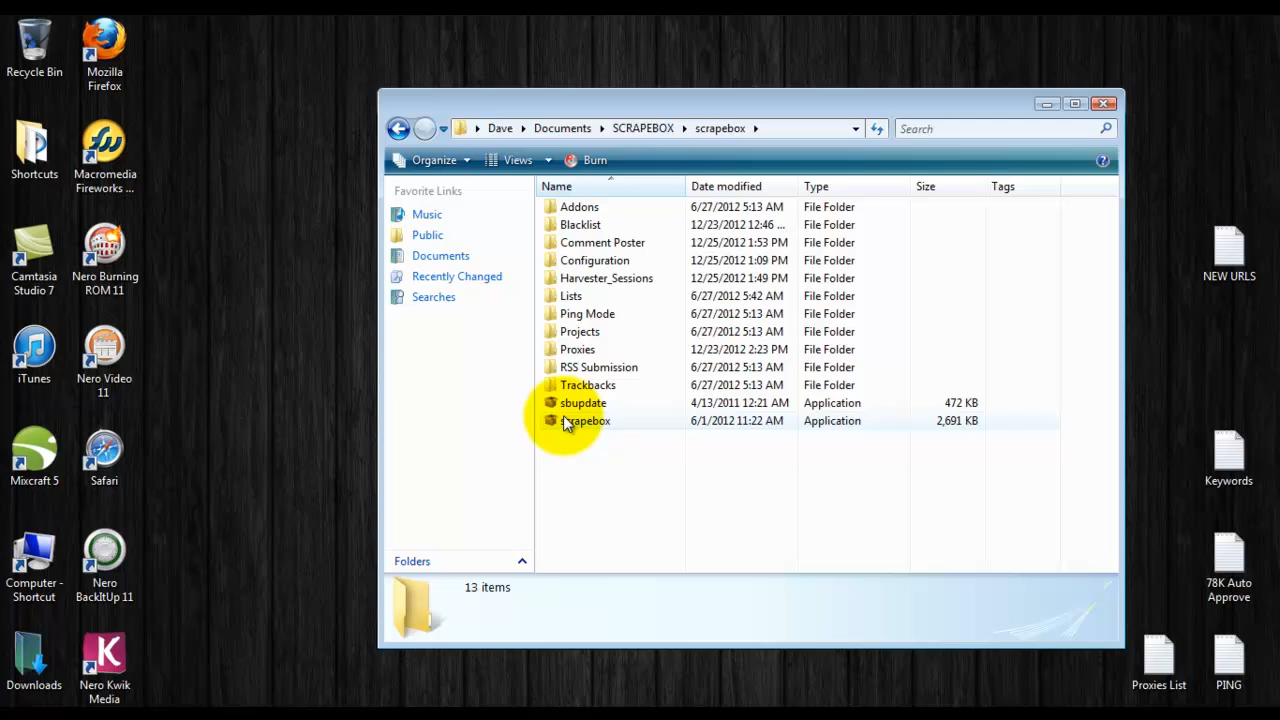 Recycle Bin
Mozilla
Firefox
Shortcuts
Macromedia
Fireworks ...
Camtasia
Studio 7
Nero Burning
ROM 11
iTunes
Nero Video
11
Mixcraft 5
Safari
Computer -
Shortcut
Nero
BackItUp 11
Downloads
Nero Kwik
Media
Dave
Documents
SCRAPEBOX
scrapebox
Search
Organize
Views
Burn
Favorite Links
Music
Public
Documents
Recently Changed
Searches
Folders
Name Date modified Type Size Tags
Addons 6/27/2012 5:13 AM File Folder
Blacklist 12/23/2012 12:46 ... File Folder
Comment Poster 12/25/2012 1:53 PM File Folder
Configuration 12/25/2012 1:09 PM File Folder
Harvester_Sessions 12/25/2012 1:49 PM File Folder
Lists 6/27/2012 5:42 AM File Folder
Ping Mode 6/27/2012 5:13 AM File Folder
Projects 6/27/2012 5:13 AM File Folder
Proxies 12/23/2012 2:23 PM File Folder
RSS Submission 6/27/2012 5:13 AM File Folder
Trackbacks 6/27/2012 5:13 AM File Folder
sbupdate 4/13/2011 12:21 AM Application 472 KB
scrapebox 6/1/2012 11:22 AM Application 2,691 KB
13 items
NEW URLS
Keywords
78K Auto
Approve
Proxies List
PING